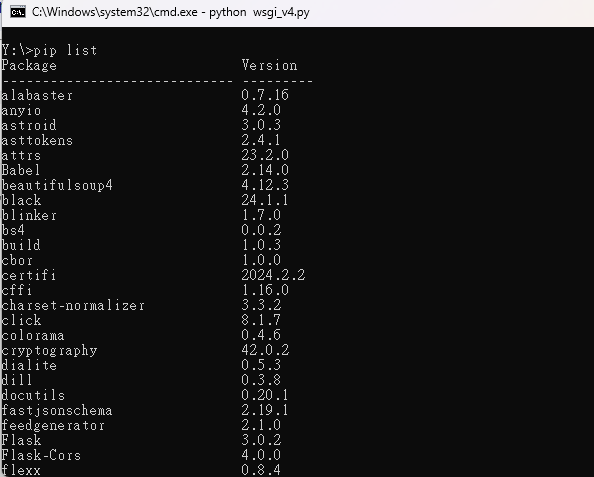 C:\Windows\system32\cmd.exe - python  wsgi_v4.py
Y:\>pip list
Package                       Version
----------------------------- ---------
alabaster                     0.7.16
anyio                         4.2.0
astroid                       3.0.3
asttokens                     2.4.1
attrs                         23.2.0
Babel                         2.14.0
beautifulsoup4                4.12.3
black                         24.1.1
blinker                       1.7.0
bs4                           0.0.2
build                         1.0.3
cbor                          1.0.0
certifi                       2024.2.2
cffi                          1.16.0
charset-normalizer            3.3.2
click                         8.1.7
colorama                      0.4.6
cryptography                  42.0.2
dialite                       0.5.3
dill                          0.3.8
docutils                      0.20.1
fastjsonschema                2.19.1
feedgenerator                 2.1.0
Flask                         3.0.2
Flask-Cors                    4.0.0
flexx                         0.8.4